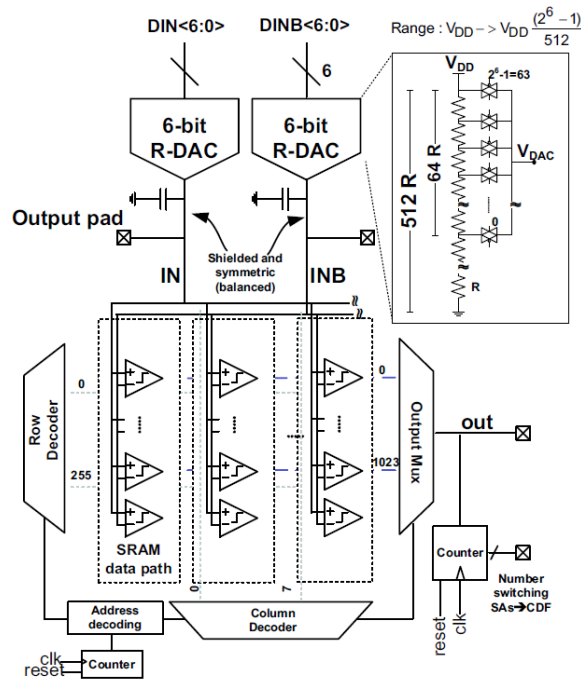 DIN<6:0>
DINB<6:0>
Range : VDD –> VDD (2^6 – 1)/512
6
6-bit
R-DAC
6-bit
R-DAC
VDD
2^6-1=63
VDAC
512 R
64 R
0
R
Output pad
Shielded and
symmetric
(balanced)
IN
INB
Row
Decoder
0
255
0
1023
Output Mux
out
SRAM
data path
0
7
Counter
Number
switching
SAs→CDF
reset
clk
Address
decoding
Column
Decoder
clk
reset
Counter